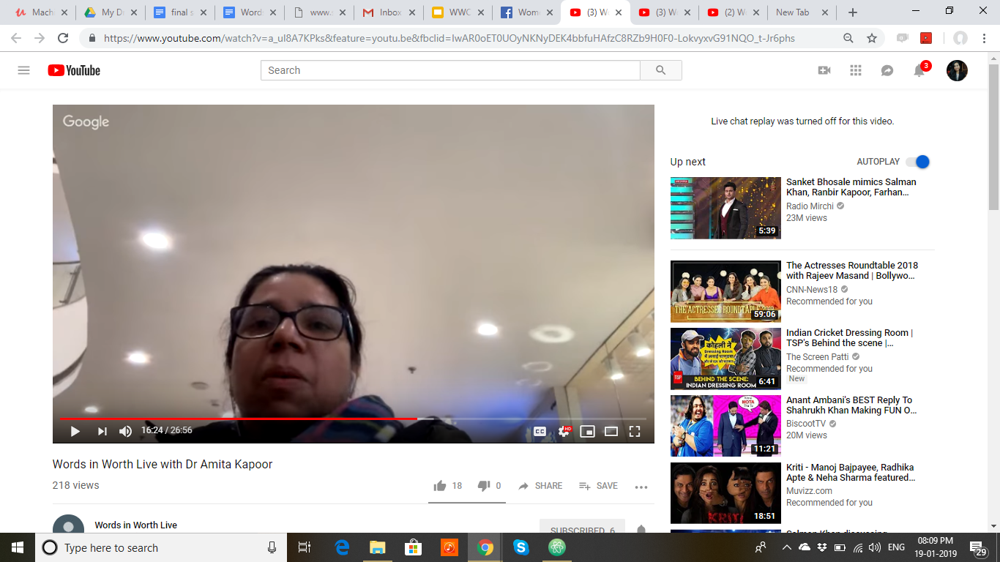 Mach
My D
final s
Words
www.
Inbox
WWC
Wom
(3) W
(3) W
(2) W
New Tab
https://www.youtube.com/watch?v=a_ul8A7KPks&feature=youtu.be&fbclid=IwAR0oET0UOyNKNyDEK4bbfuHAfzC8RZb9H0F0-LokvyxvG91NQO_t-Jr6phs
YouTube
Search
3
Google
16:24 / 26:56
CC
HD
Words in Worth Live with Dr Amita Kapoor
218 views
18
0
SHARE
SAVE
Words in Worth Live
SUBSCRIBED 6
Live chat replay was turned off for this video.
Up next
AUTOPLAY
Sanket Bhosale mimics Salman
Khan, Ranbir Kapoor, Farhan...
Radio Mirchi
23M views
5:39
The Actresses Roundtable 2018
with Rajeev Masand | Bollywo...
CNN-News18
Recommended for you
THE ACTRESSES ROUNDTABLE
59:06
Indian Cricket Dressing Room |
TSP's Behind the scene |...
The Screen Patti
Recommended for you
New
कोहली ने
Dressing Room
TSP
BEHIND THE SCENE:
INDIAN DRESSING ROOM
6:41
Anant Ambani's BEST Reply To
Shahrukh Khan Making FUN O...
BiscootTV
20M views
MOTA
11:21
Kriti - Manoj Bajpayee, Radhika
Apte & Neha Sharma featured...
Muvizz.com
Recommended for you
KRITI
18:51
Salman Khan discussing
Type here to search
ENG
08:09 PM
19-01-2019
29